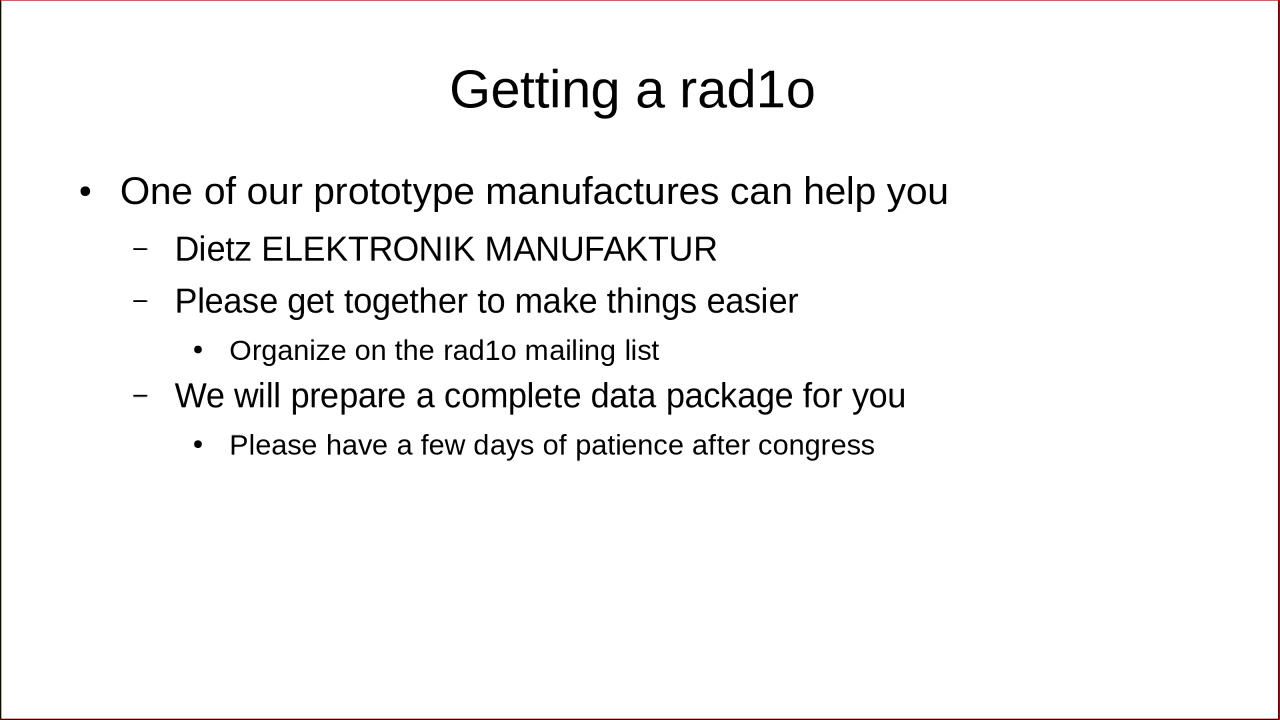 Getting a rad1o
• One of our prototype manufactures can help you
– Dietz ELEKTRONIK MANUFAKTUR
– Please get together to make things easier
• Organize on the rad1o mailing list
– We will prepare a complete data package for you
• Please have a few days of patience after congress